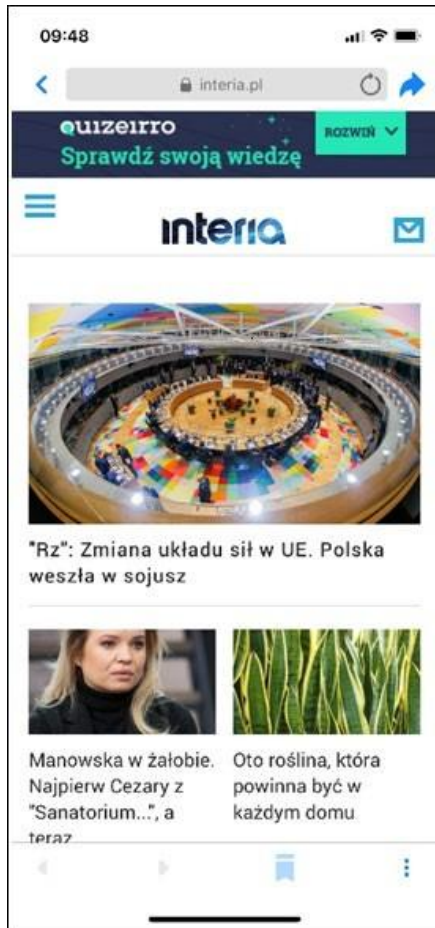 09:48
interia.pl
quizeirro
ROZWIŃ
Sprawdź swoją wiedzę
interia
"Rz": Zmiana układu sił w UE. Polska
weszła w sojusz
Manowska w żałobie.
Najpierw Cezary z
"Sanatorium...", a
teraz
Oto roślina, która
powinna być w
każdym domu